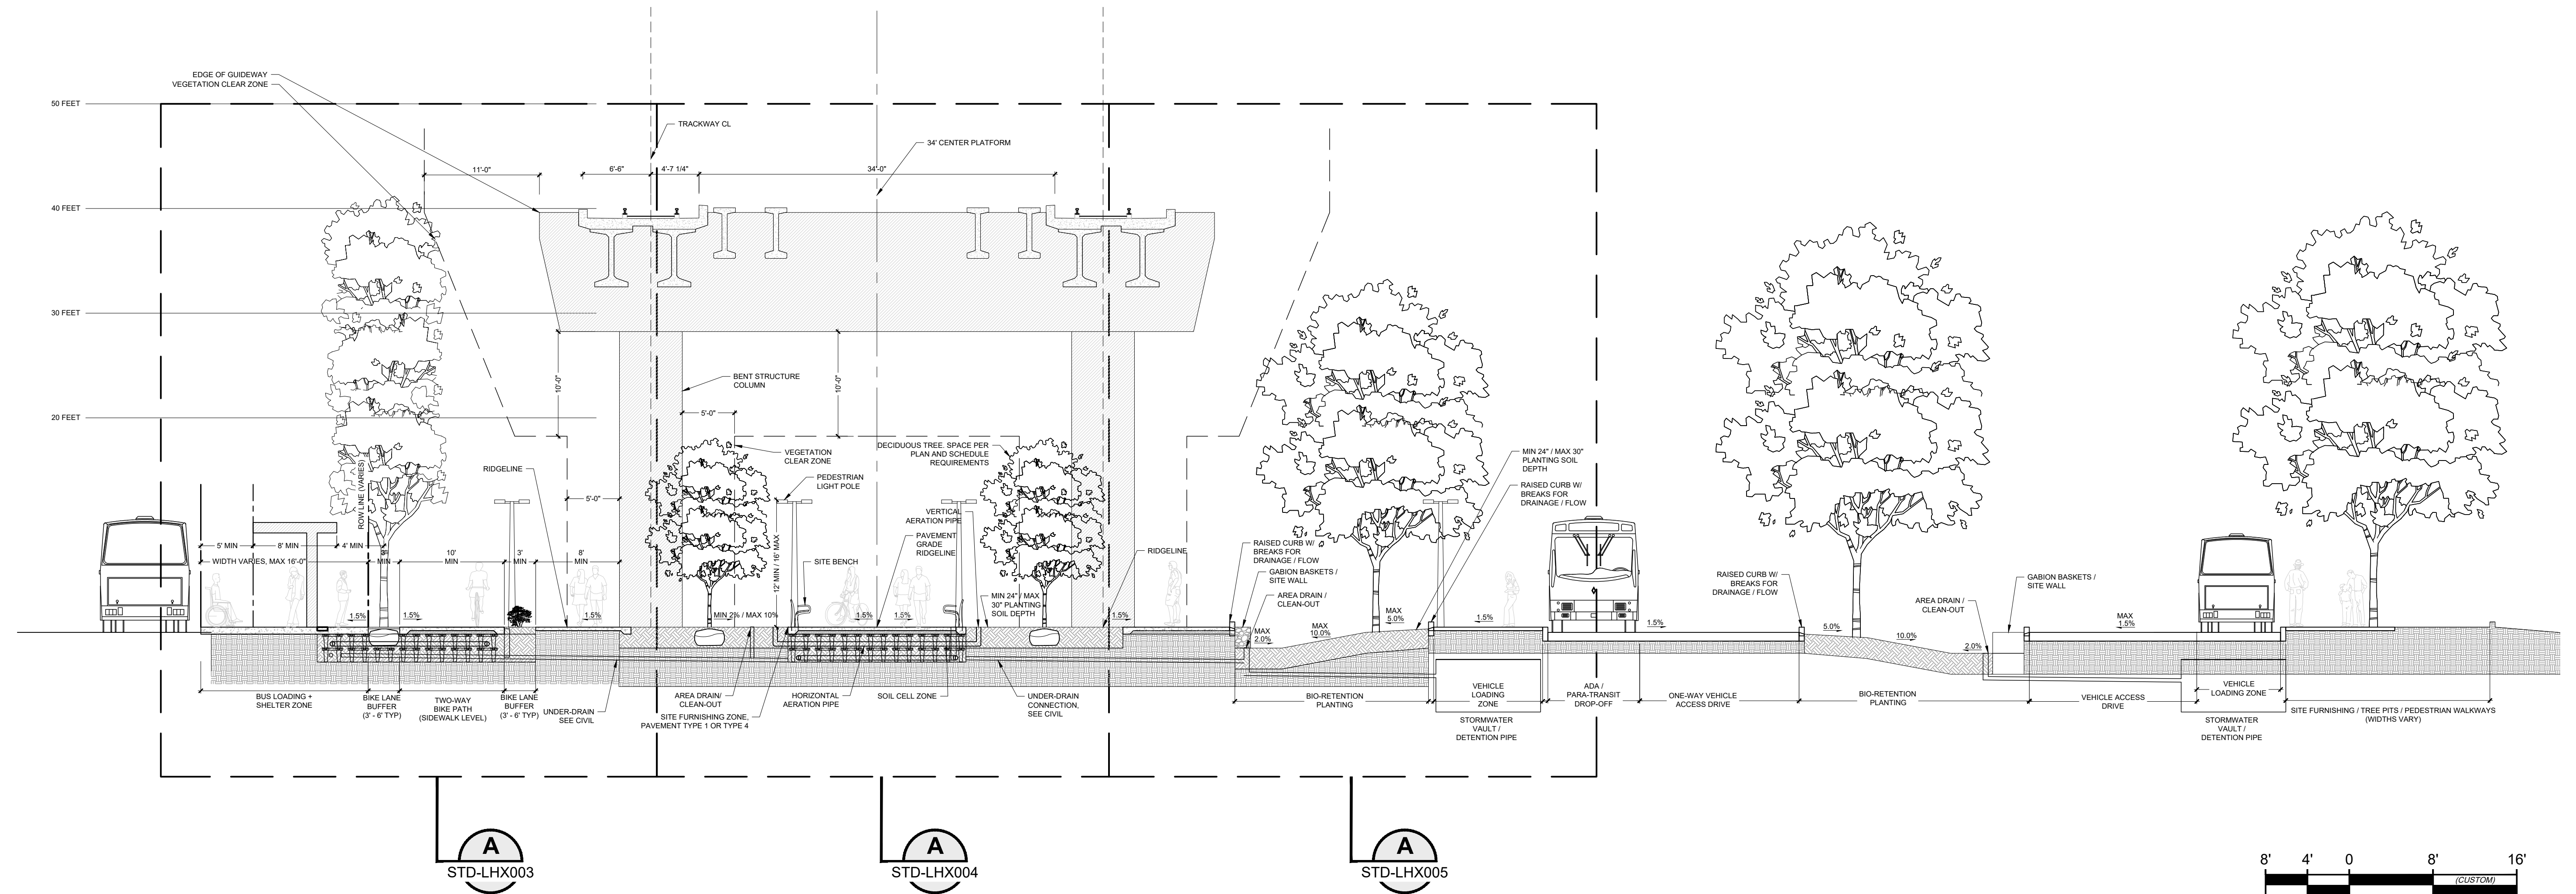 EDGE OF GUIDEWAY
VEGETATION CLEAR ZONE
50 FEET
TRACKWAY CL
34' CENTER PLATFORM
11'-0"
6'-6"
4'-7 1/4"
34'-0"
40 FEET
30 FEET
20 FEET
10'-0"
BENT STRUCTURE
COLUMN
10'-0"
5'-0"
DECIDUOUS TREE. SPACE PER
PLAN AND SCHEDULE
REQUIREMENTS
VEGETATION
CLEAR ZONE
RIDGELINE
PEDESTRIAN
LIGHT POLE
5'-0"
VERTICAL
AERATION PIPE
PAVEMENT
GRADE
RIDGELINE
SITE BENCH
12' MIN / 16' MAX
ROW LINE (VARIES)
5' MIN
8' MIN
4' MIN
WIDTH VARIES, MAX 16'-0"
3'
MIN
10'
MIN
3'
MIN
8'
MIN
1.5%
1.5%
1.5%
MIN 2% / MAX 10%
1.5%
1.5%
MIN 24" / MAX
30" PLANTING
SOIL DEPTH
RIDGELINE
1.5%
RAISED CURB W/
BREAKS FOR
DRAINAGE / FLOW
GABION BASKETS /
SITE WALL
AREA DRAIN /
CLEAN-OUT
MAX
2.0%
MAX
10.0%
MAX
5.0%
MIN 24" / MAX 30"
PLANTING SOIL
DEPTH
RAISED CURB W/
BREAKS FOR
DRAINAGE / FLOW
1.5%
1.5%
RAISED CURB W/
BREAKS FOR
DRAINAGE / FLOW
5.0%
10.0%
AREA DRAIN /
CLEAN-OUT
2.0%
GABION BASKETS /
SITE WALL
MAX
1.5%
BUS LOADING +
SHELTER ZONE
BIKE LANE
BUFFER
(3' - 6' TYP)
TWO-WAY
BIKE PATH
(SIDEWALK LEVEL)
BIKE LANE
BUFFER
(3' - 6' TYP)
UNDER-DRAIN
SEE CIVIL
AREA DRAIN/
CLEAN-OUT
SITE FURNISHING ZONE,
PAVEMENT TYPE 1 OR TYPE 4
HORIZONTAL
AERATION PIPE
SOIL CELL ZONE
UNDER-DRAIN
CONNECTION,
SEE CIVIL
BIO-RETENTION
PLANTING
VEHICLE
LOADING
ZONE
STORMWATER
VAULT /
DETENTION PIPE
ADA /
PARA-TRANSIT
DROP-OFF
ONE-WAY VEHICLE
ACCESS DRIVE
BIO-RETENTION
PLANTING
VEHICLE ACCESS
DRIVE
VEHICLE
LOADING ZONE
STORMWATER
VAULT /
DETENTION PIPE
SITE FURNISHING / TREE PITS / PEDESTRIAN WALKWAYS
(WIDTHS VARY)
A
STD-LHX003
A
STD-LHX004
A
STD-LHX005
8' 4' 0 8' 16'
(CUSTOM)